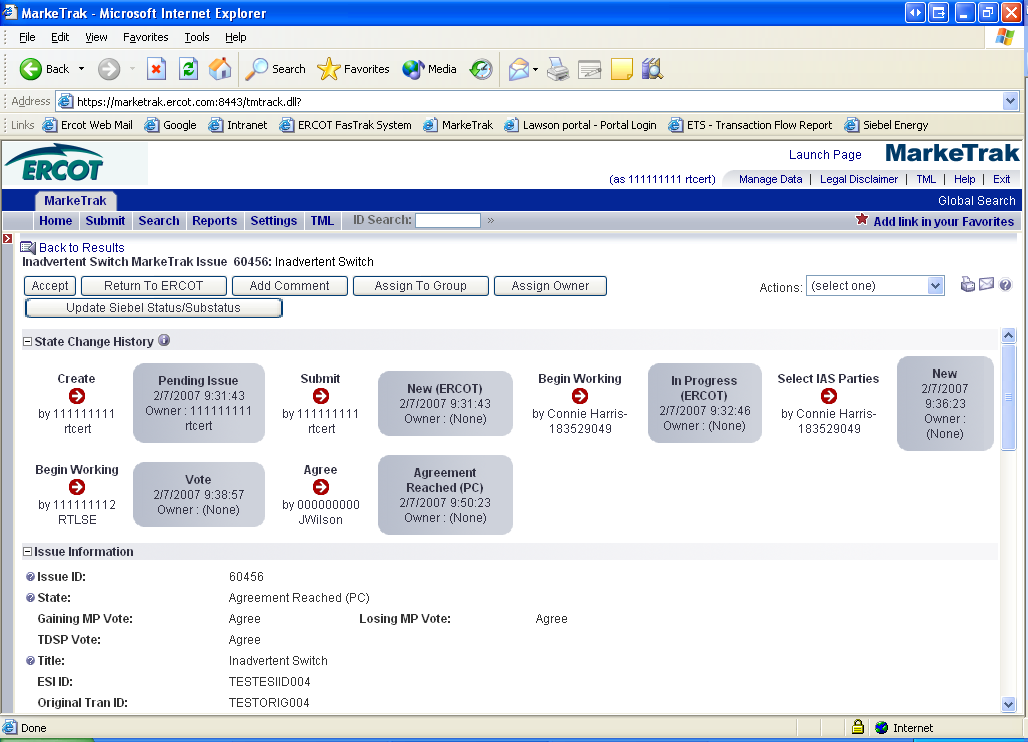 MarkeTrak - Microsoft Internet Explorer
File Edit View Favorites Tools Help
Back Search Favorites Media
Address https://marketrak.ercot.com:8443/tmtrack.dll?
Links Ercot Web Mail Google Intranet ERCOT FasTrak System MarkeTrak Lawson portal - Portal Login ETS - Transaction Flow Report Siebel Energy
ERCOT
Launch Page MarkeTrak
(as 111111111 rtcert) Manage Data | Legal Disclaimer | TML | Help | Exit
MarkeTrak Global Search
Home Submit Search Reports Settings TML ID Search: » Add link in your Favorites
Back to Results
Inadvertent Switch MarkeTrak Issue 60456: Inadvertent Switch
Accept Return To ERCOT Add Comment Assign To Group Assign Owner Actions: (select one)
Update Siebel Status/Substatus
State Change History
Create
by 111111111
rtcert
Pending Issue
2/7/2007 9:31:43
Owner : 111111111
rtcert
Submit
by 111111111
rtcert
New (ERCOT)
2/7/2007 9:31:43
Owner : (None)
Begin Working
by Connie Harris-
183529049
In Progress
(ERCOT)
2/7/2007 9:32:46
Owner : (None)
Select IAS Parties
by Connie Harris-
183529049
New
2/7/2007
9:36:23
Owner :
(None)
Begin Working
by 111111112
RTLSE
Vote
2/7/2007 9:38:57
Owner : (None)
Agree
by 000000000
JWilson
Agreement
Reached (PC)
2/7/2007 9:50:23
Owner : (None)
Issue Information
Issue ID: 60456
State: Agreement Reached (PC)
Gaining MP Vote: Agree Losing MP Vote: Agree
TDSP Vote: Agree
Title: Inadvertent Switch
ESI ID: TESTESIID004
Original Tran ID: TESTORIG004
Done Internet